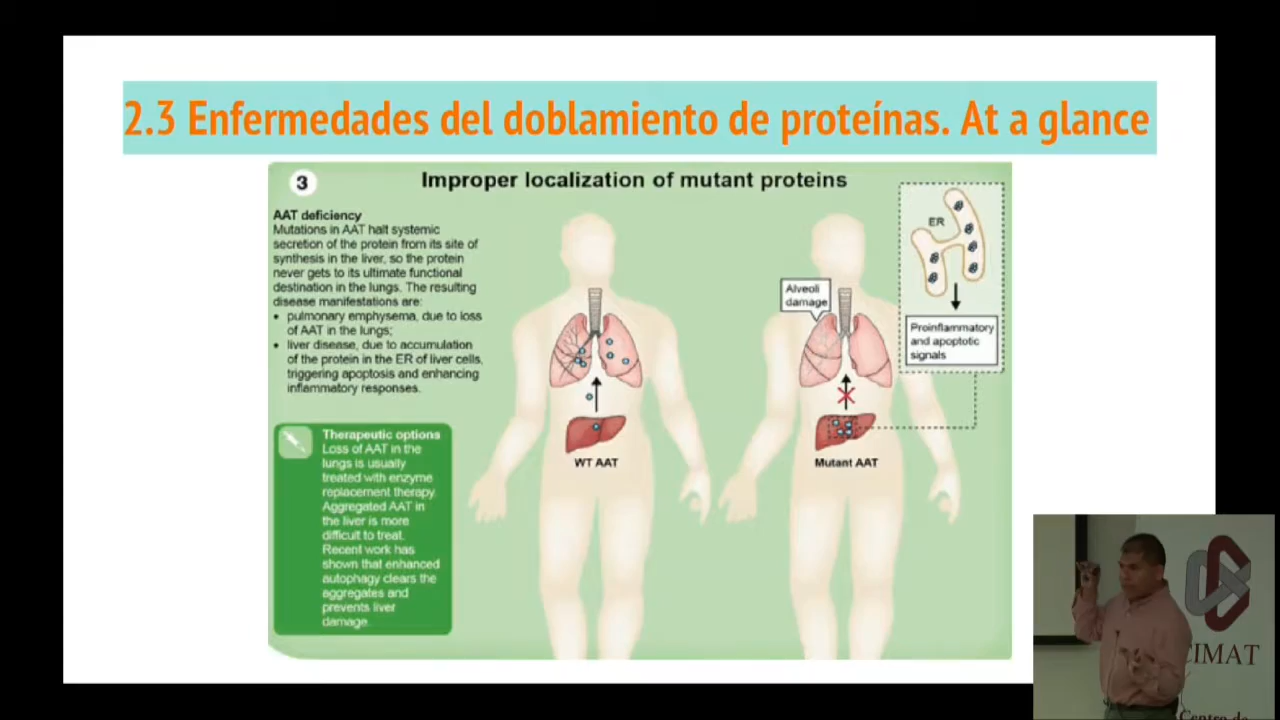 2.3 Enfermedades del doblamiento de proteínas. At a glance
3
Improper localization of mutant proteins
AAT deficiency
Mutations in AAT halt systemic
secretion of the protein from its site of
synthesis in the liver, so the protein
never gets to its ultimate functional
destination in the lungs. The resulting
disease manifestations are:
• pulmonary emphysema, due to loss
of AAT in the lungs;
• liver disease, due to accumulation
of the protein in the ER of liver cells,
triggering apoptosis and enhancing
inflammatory responses.
Therapeutic options
Loss of AAT in the
lungs is usually
treated with enzyme
replacement therapy.
Aggregated AAT in
the liver is more
difficult to treat.
Recent work has
shown that enhanced
autophagy clears the
aggregates and
prevents liver
damage.
WT AAT
Alveoli
damage
Mutant AAT
ER
Proinflammatory
and apoptotic
signals
CIMAT
Centro de